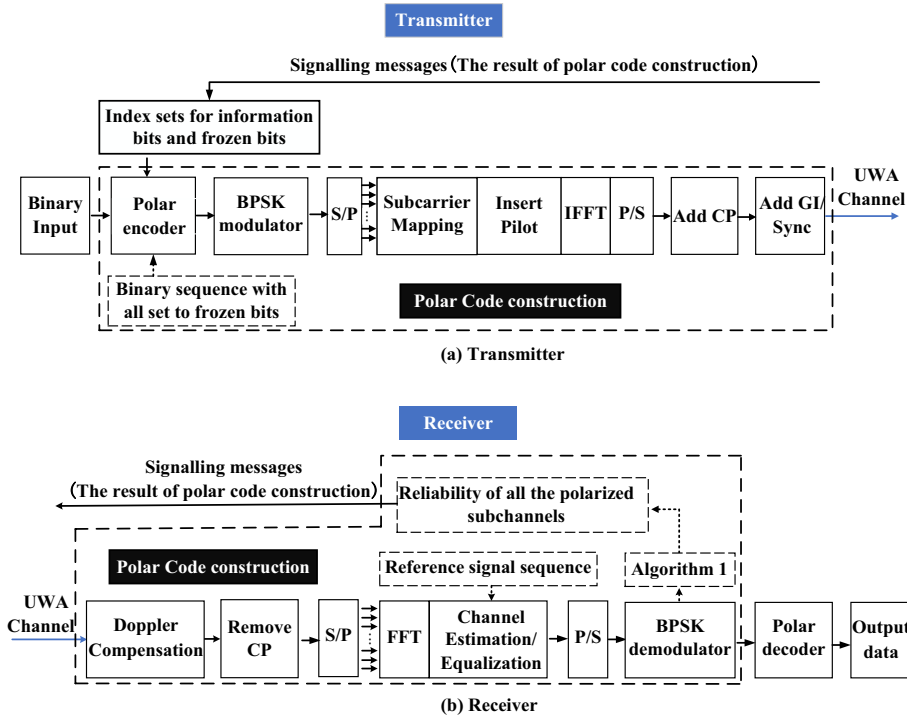 Transmitter
Signalling messages(The result of polar code construction)
Index sets for information
bits and frozen bits
Binary
Input
Polar
encoder
BPSK
modulator
S/P
Subcarrier
Mapping
Insert
Pilot
IFFT
P/S
Add CP
Add GI/
Sync
UWA
Channel
Binary sequence with
all set to frozen bits
Polar Code construction
(a) Transmitter
Receiver
Signalling messages
(The result of polar code construction)
Reliability of all the polarized
subchannels
Polar Code construction
Reference signal sequence
Algorithm 1
UWA
Channel
Doppler
Compensation
Remove
CP
S/P
FFT
Channel
Estimation/
Equalization
P/S
BPSK
demodulator
Polar
decoder
Output
data
(b) Receiver